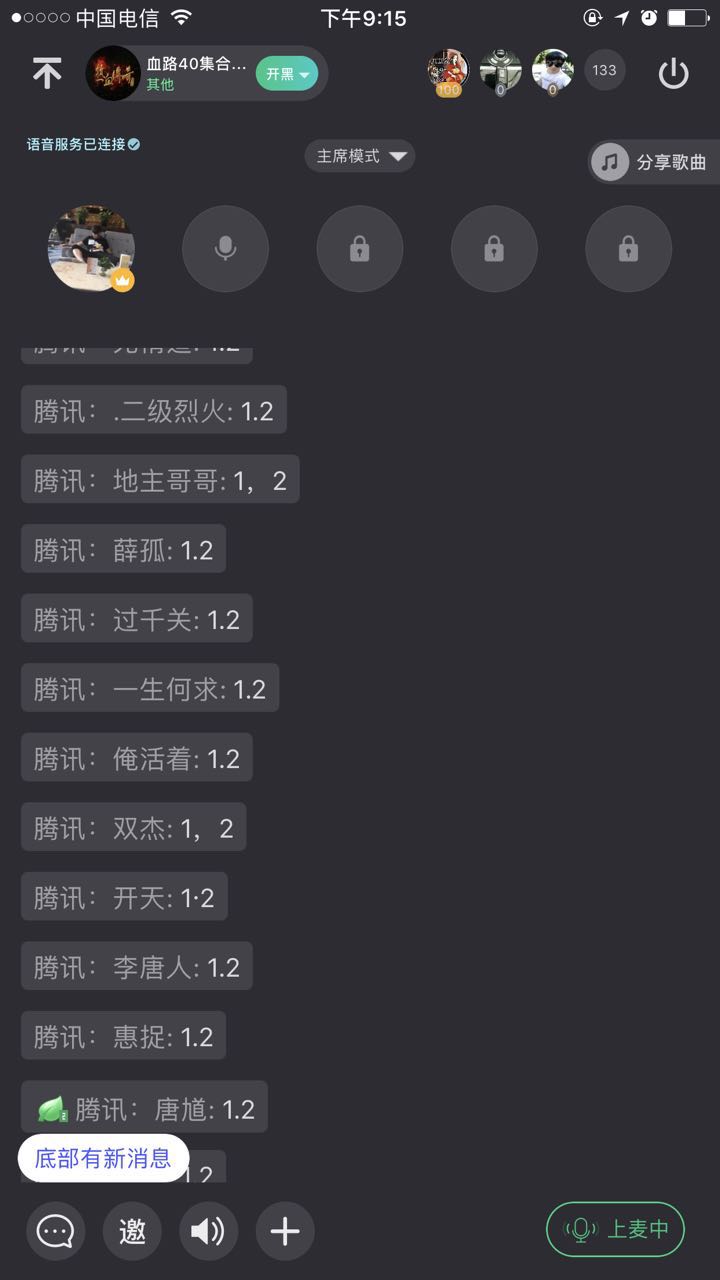 中国电信
下午9:15
血路40集合...
其他
开黑
100
0
0
133
语音服务已连接
主席模式
分享歌曲
腾讯：.二级烈火: 1.2
腾讯：地主哥哥: 1，2
腾讯：薛孤: 1.2
腾讯：过千关: 1.2
腾讯：一生何求: 1.2
腾讯：俺活着: 1.2
腾讯：双杰: 1，2
腾讯：开天: 1·2
腾讯：李唐人: 1.2
腾讯：惠捉: 1.2
腾讯：唐馗: 1.2
底部有新消息
1.2
邀
上麦中